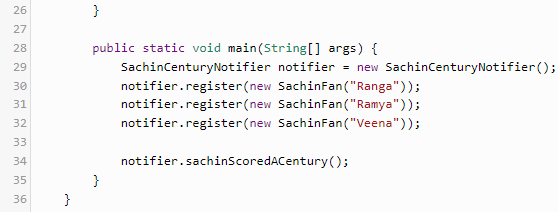 26 }
27
28 public static void main(String[] args) {
29 SachinCenturyNotifier notifier = new SachinCenturyNotifier();
30 notifier.register(new SachinFan("Ranga"));
31 notifier.register(new SachinFan("Ramya"));
32 notifier.register(new SachinFan("Veena"));
33
34 notifier.sachinScoredACentury();
35 }
36 }